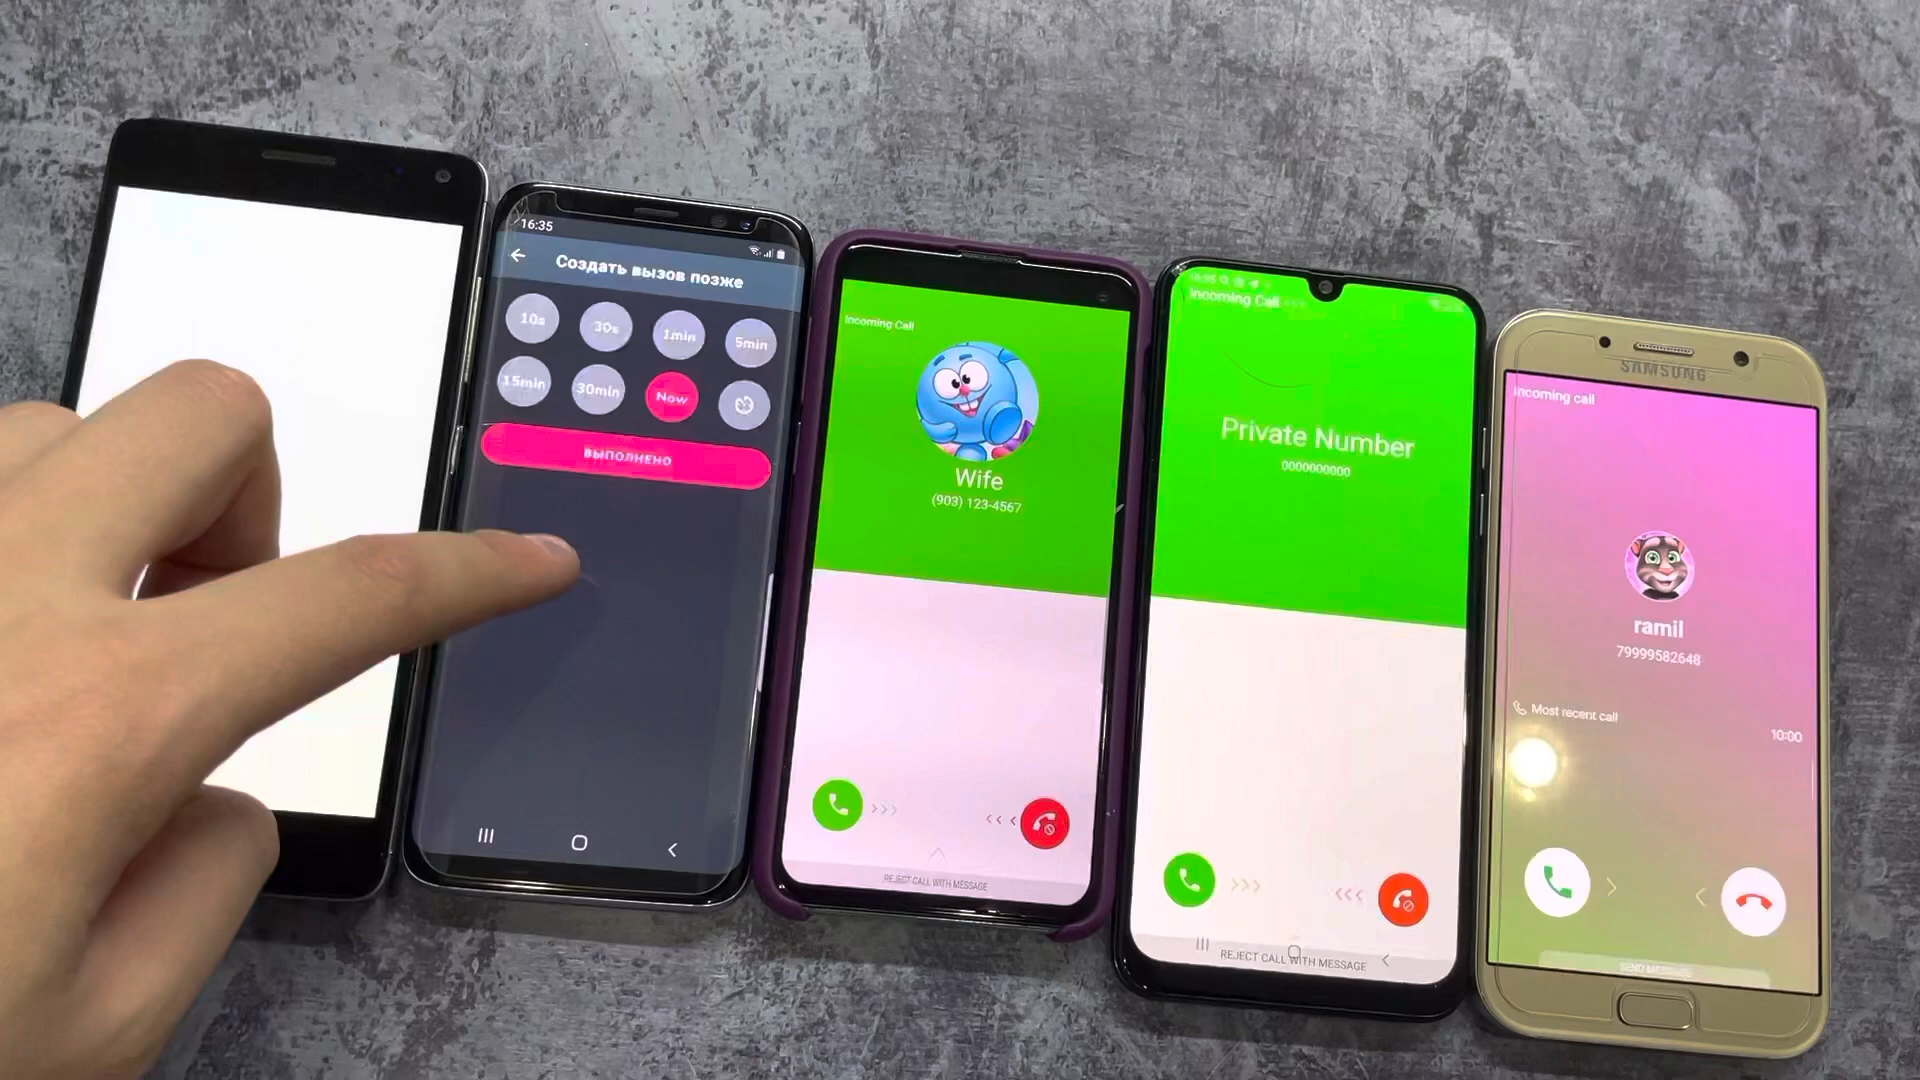 16:35
Создать вызов позже
10s
30s
1min
5min
15min
30min
Now
ВЫПОЛНЕНО
Incoming Call
Wife
(903) 123-4567
REJECT CALL WITH MESSAGE
Incoming Call
Private Number
0000000000
REJECT CALL WITH MESSAGE
SAMSUNG
Incoming call
ramil
79999582648
Most recent call
10:00
SEND MESSAGE